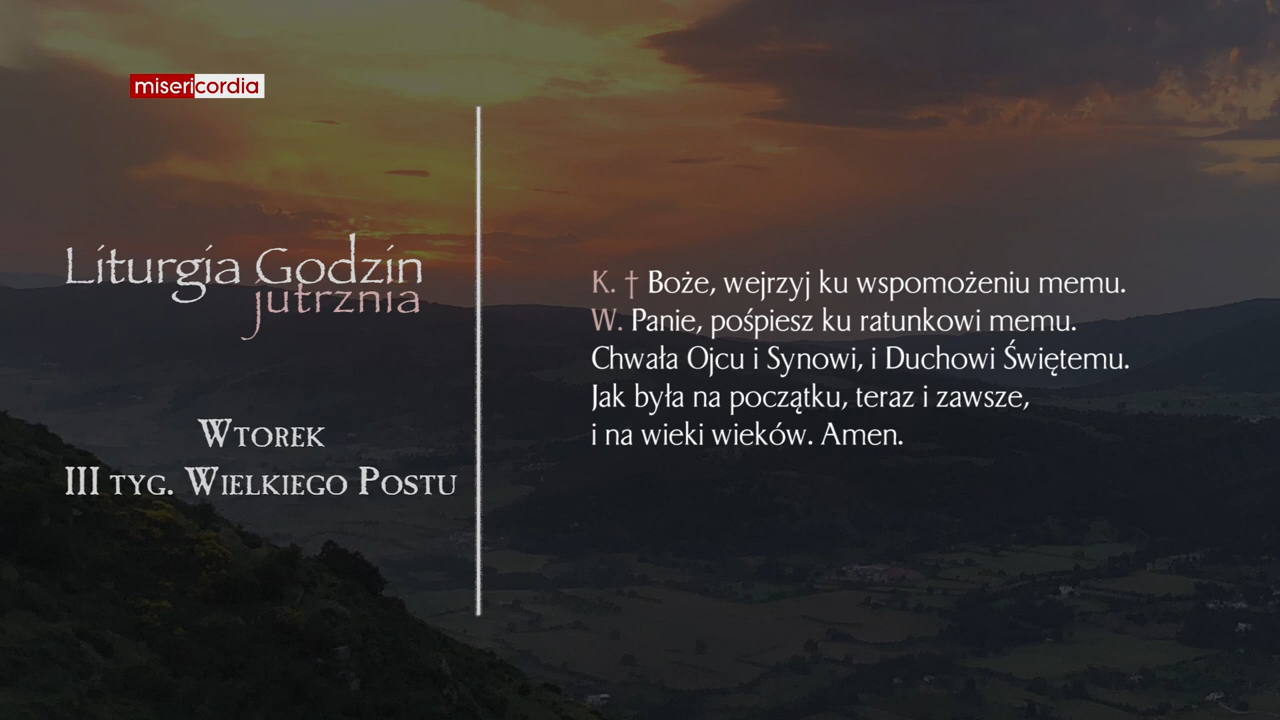 misericordia
Liturgia Godzin
jutrznia
Wtorek
III tyg. Wielkiego Postu
K. † Boże, wejrzyj ku wspomożeniu memu.
W. Panie, pośpiesz ku ratunkowi memu.
Chwała Ojcu i Synowi, i Duchowi Świętemu.
Jak była na początku, teraz i zawsze,
i na wieki wieków. Amen.